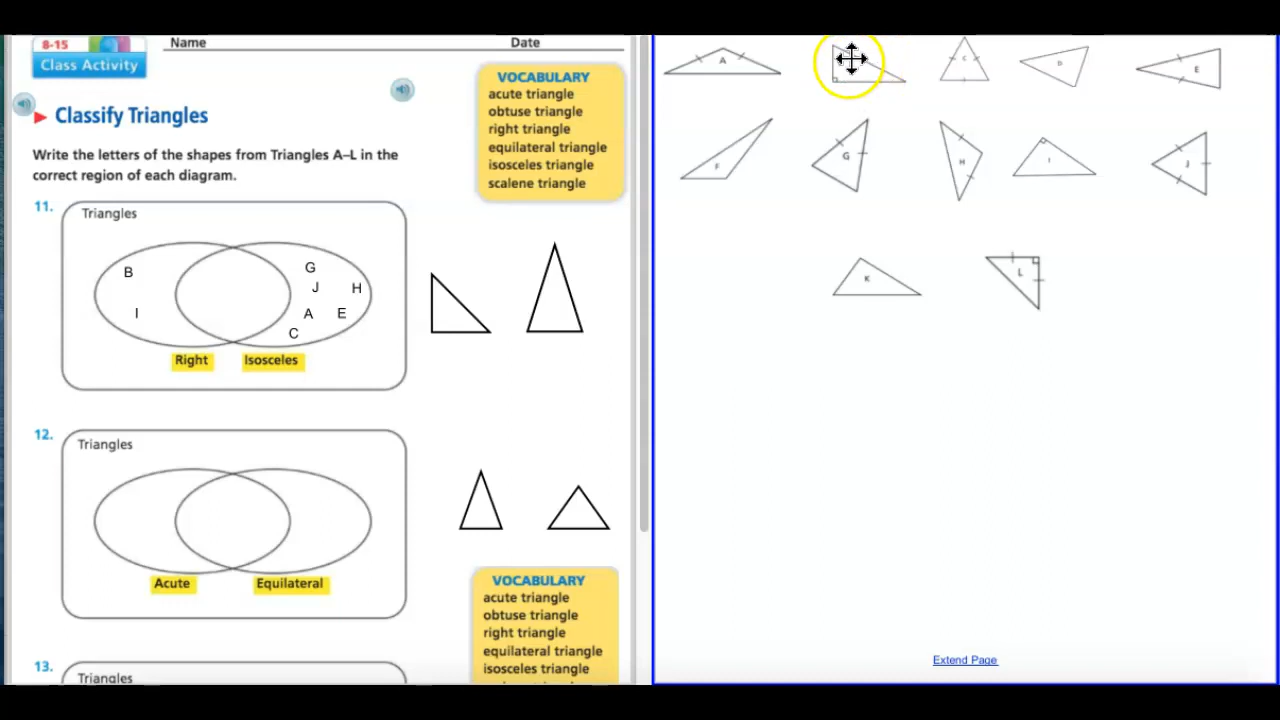 8-15
Class Activity
Name
Date
Classify Triangles
Write the letters of the shapes from Triangles A–L in the
correct region of each diagram.
VOCABULARY
acute triangle
obtuse triangle
right triangle
equilateral triangle
isosceles triangle
scalene triangle
11.
Triangles
B
I
G
J
H
A
E
C
Right
Isosceles
12.
Triangles
Acute
Equilateral
VOCABULARY
acute triangle
obtuse triangle
right triangle
equilateral triangle
isosceles triangle
13.
Triangles
A
C
D
E
F
G
H
I
J
K
L
Extend Page